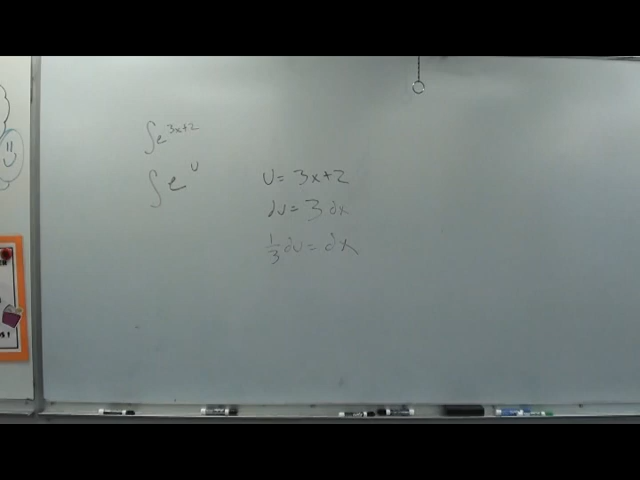 ∫e^{3x+2}
∫e^u
u = 3x+2
du = 3 dx
1/3 du = dx